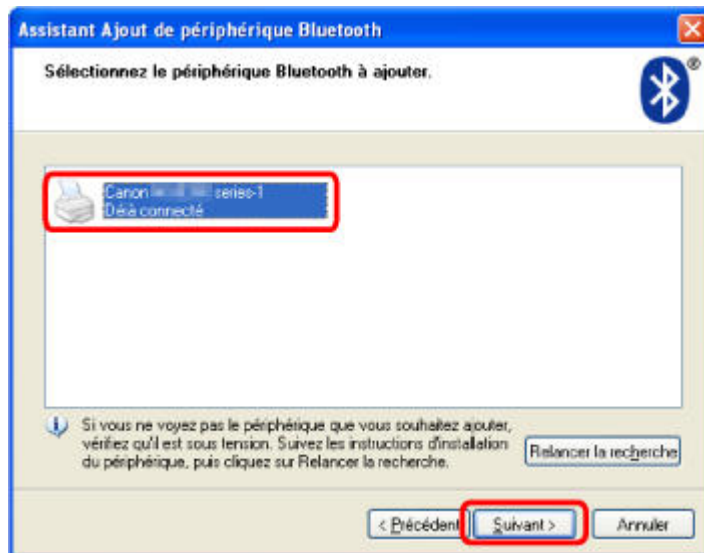 Assistant Ajout de périphérique Bluetooth
Sélectionnez le périphérique Bluetooth à ajouter.
®
Canon series-1
Déjà connecté
Si vous ne voyez pas le périphérique que vous souhaitez ajouter,
vérifiez qu'il est sous tension. Suivez les instructions d'installation
du périphérique, puis cliquez sur Relancer la recherche.
Relancer la recherche
< Précédent
Suivant >
Annuler